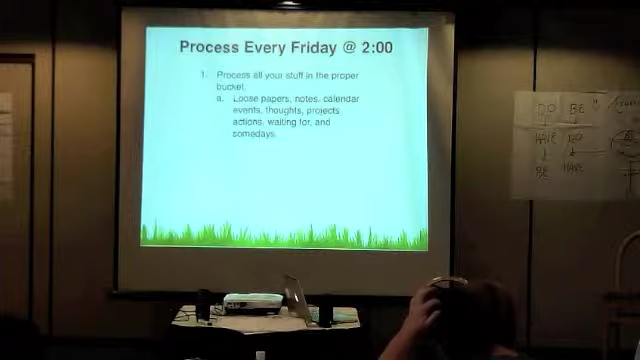 Process Every Friday @ 2:00
1. Process all your stuff in the proper
bucket.
a. Loose papers, notes, calendar
events, thoughts, projects
actions, waiting for, and
somedays.
DO BE
HAVE DO
BE HAVE